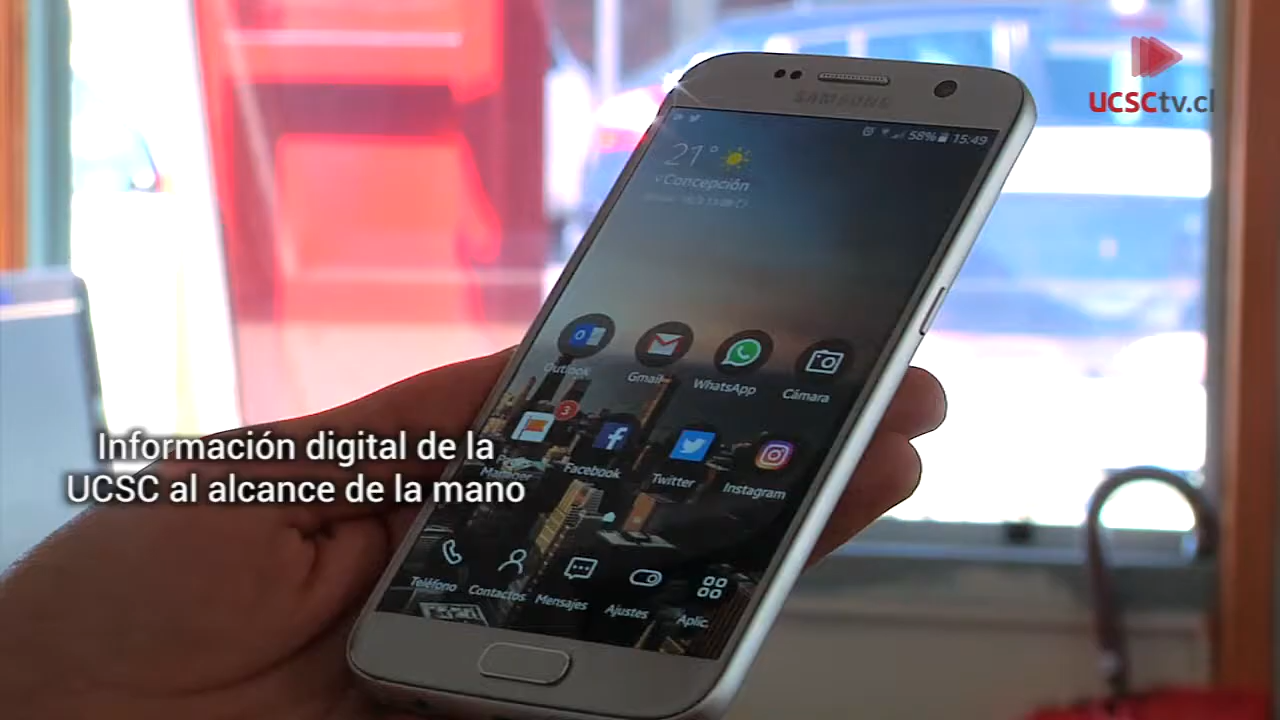 UCSCtv.cl
SAMSUNG
58% 15:49
21°
Concepción
Outlook
Gmail
WhatsApp
Cámara
3
Manager
Facebook
Twitter
Instagram
Información digital de la
UCSC al alcance de la mano
Teléfono
Contactos
Mensajes
Ajustes
Aplic.